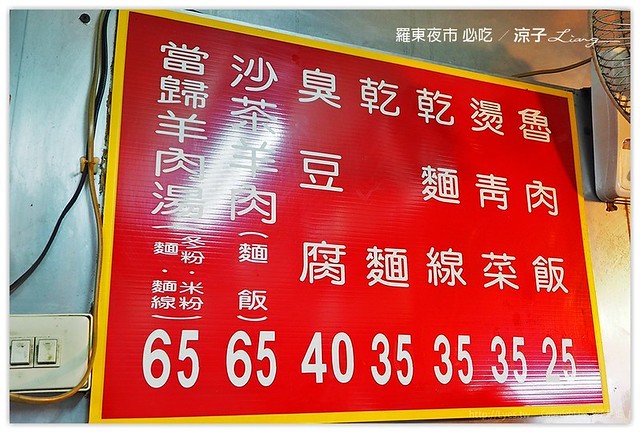 羅東夜市 必吃 / 涼子 Liang
魯肉飯 25
燙青菜 35
乾麵線 35
乾麵 35
臭豆腐 40
沙茶羊肉(麵飯) 65
當歸羊肉湯(冬粉·米粉麵·麵線) 65